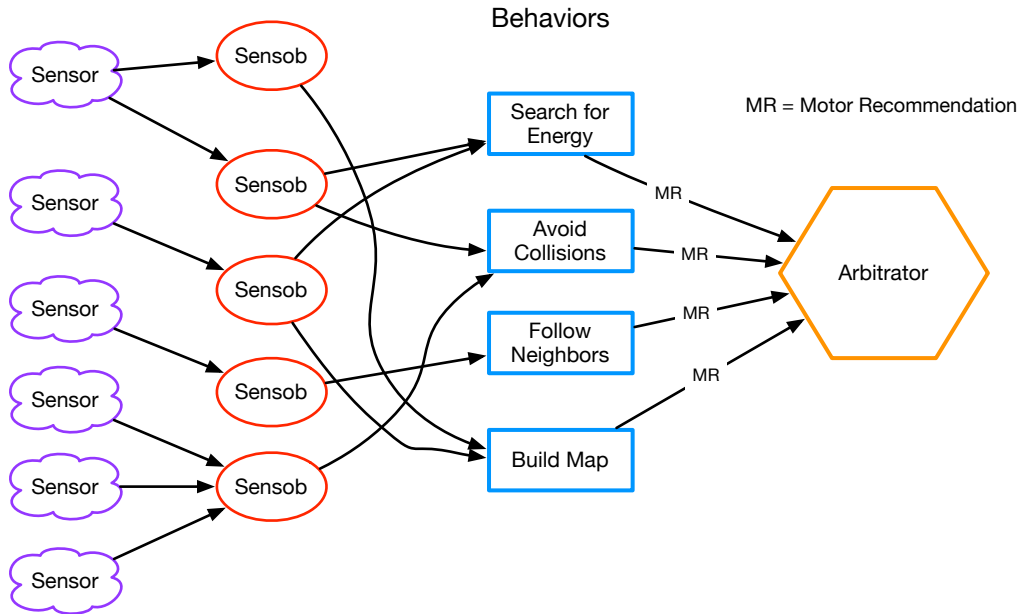 Behaviors
Sensor
Sensob
Search for
Energy
MR = Motor Recommendation
Sensob
MR
Sensor
Avoid
Collisions
MR
Arbitrator
Sensob
Sensor
MR
Follow
Neighbors
Sensob
MR
Sensor
Build Map
Sensor
Sensob
Sensor